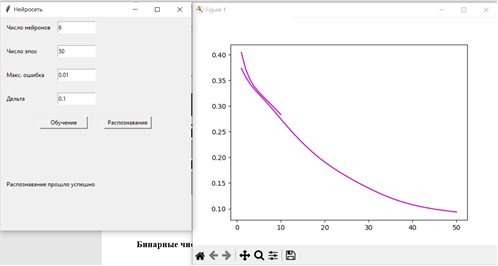 Нейросеть
Число нейронов 6
Число эпох 50
Макс. ошибка 0.01
Дельта 0.1
Обучение Распознавание
Распознавание прошло успешно
Figure 1
0.40
0.35
0.30
0.25
0.20
0.15
0.10
0 10 20 30 40 50
Бинарные чис